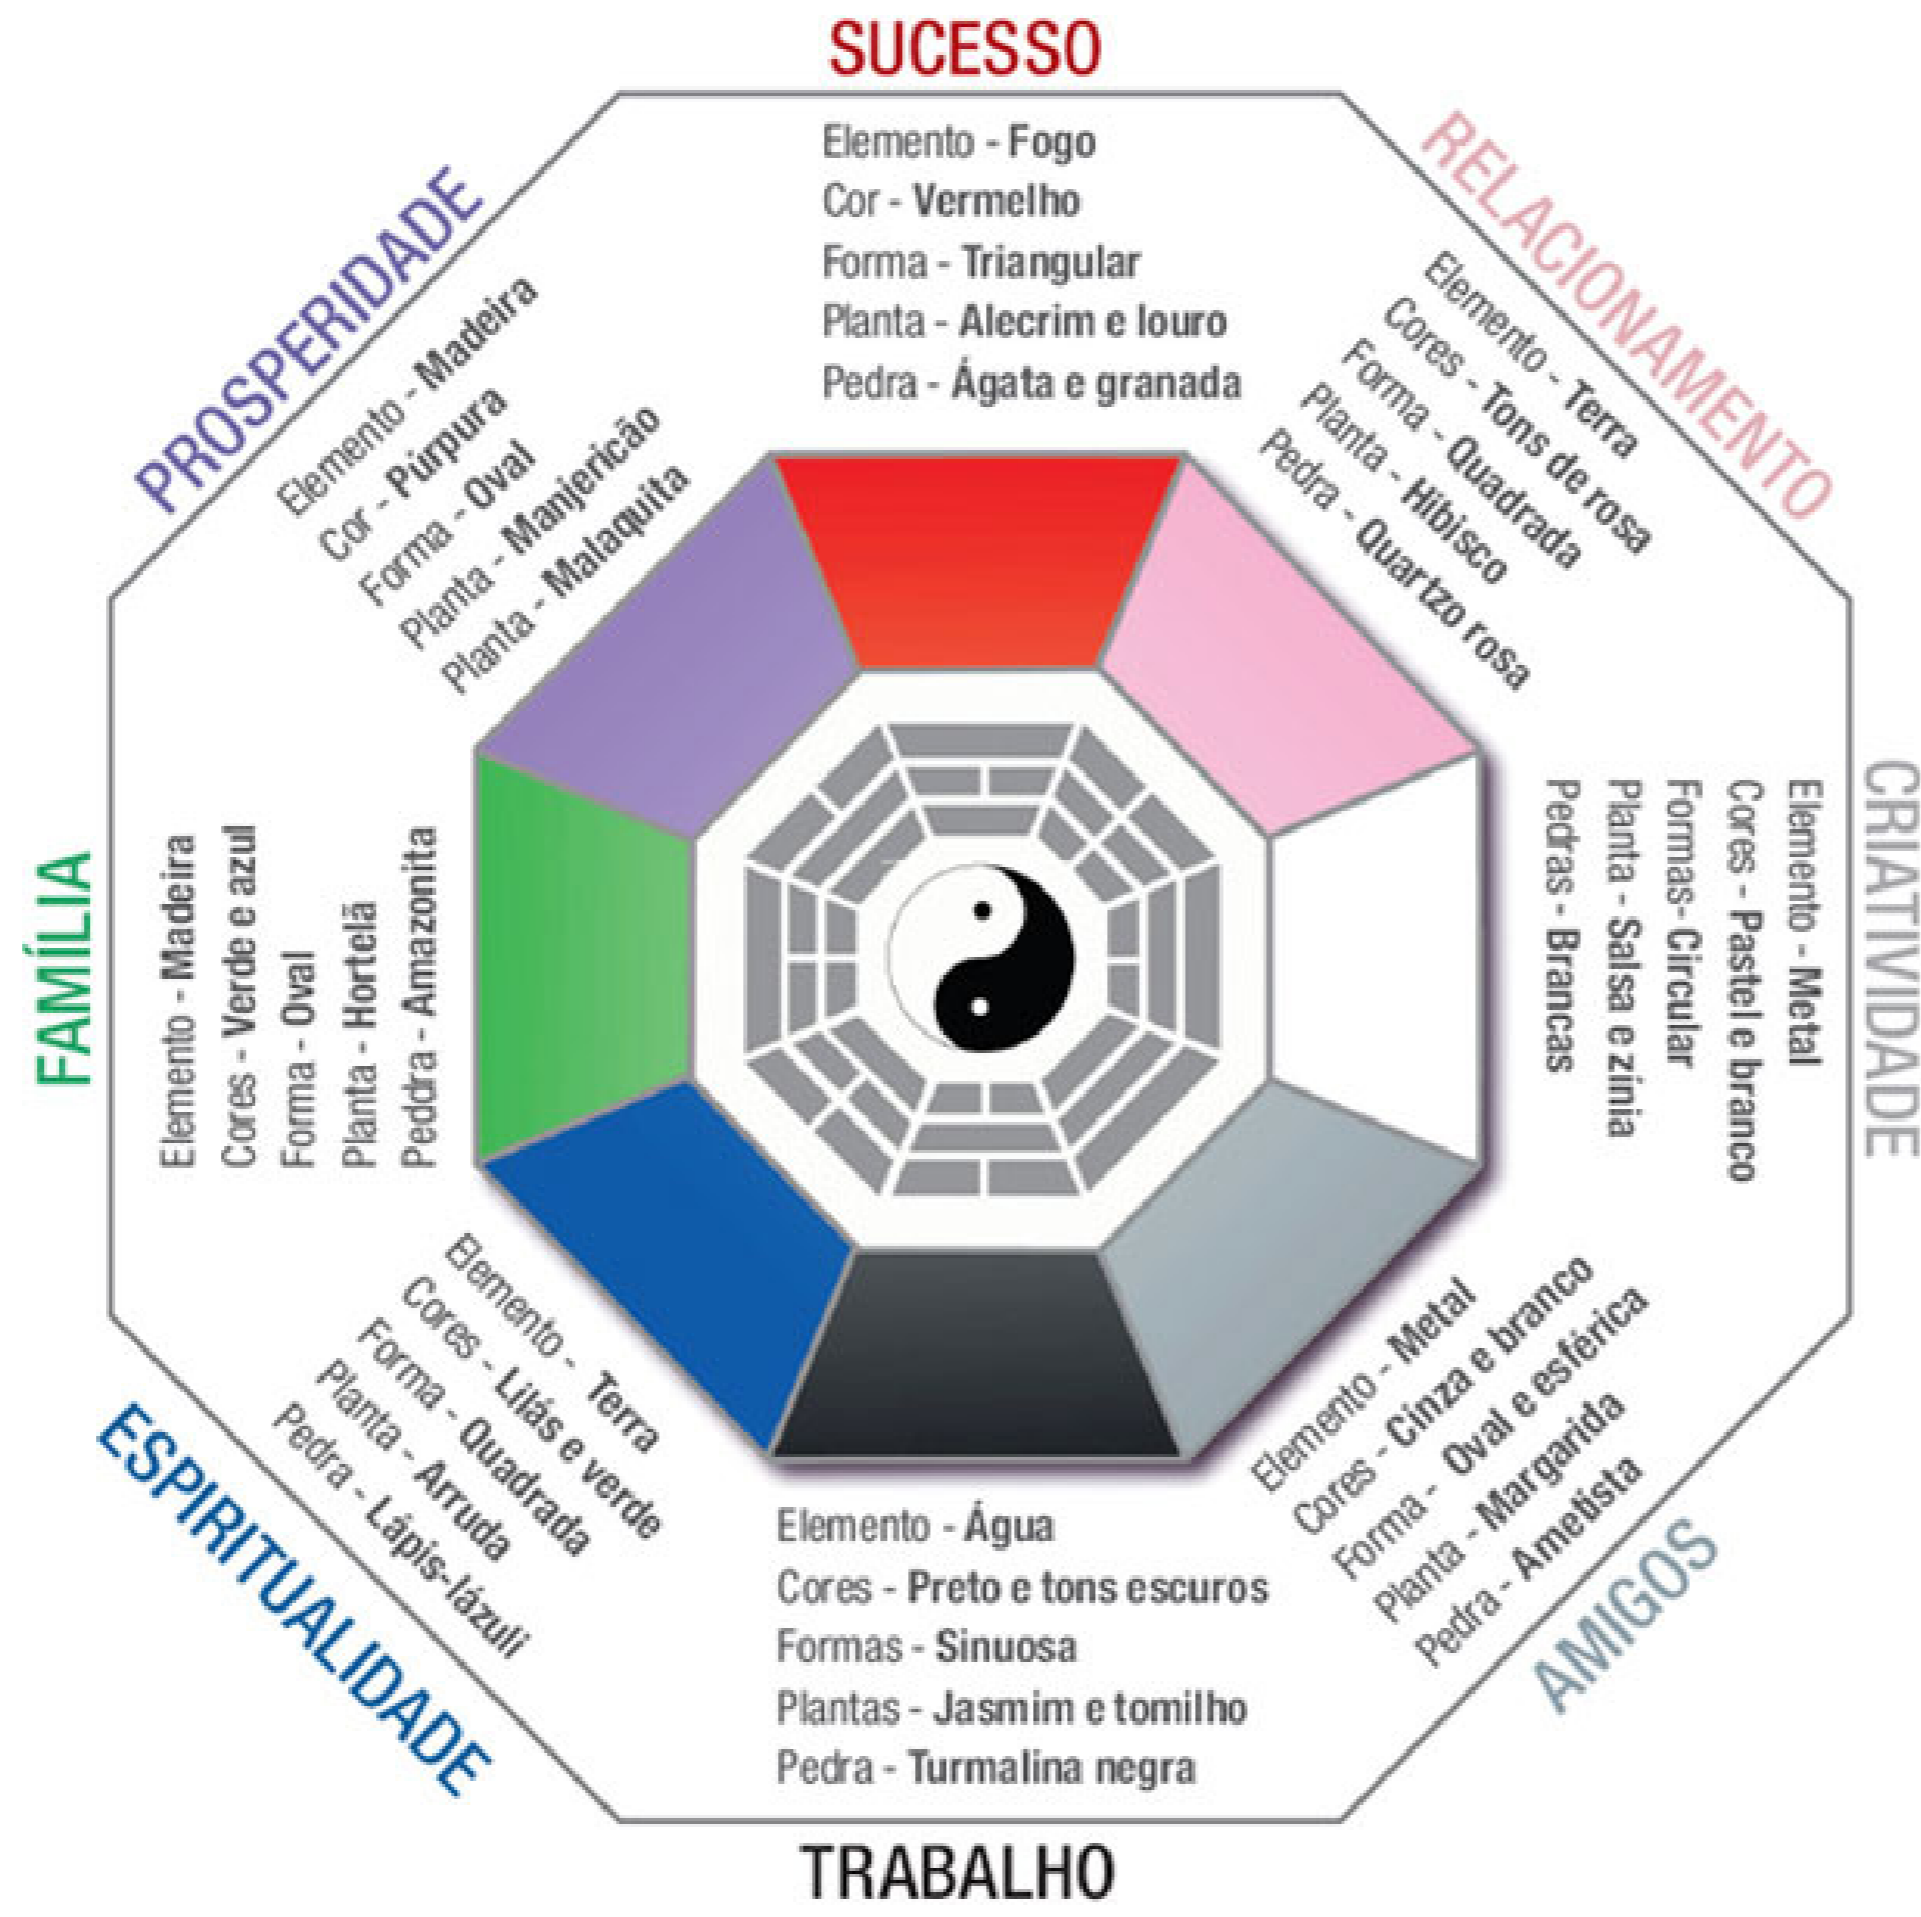 SUCESSO
Elemento - Fogo
Cor - Vermelho
Forma - Triangular
Planta - Alecrim e louro
Pedra - Ágata e granada
RELACIONAMENTO
Elemento - Terra
Cores - Tons de rosa
Forma - Quadrada
Planta - Hibisco
Pedra - Quartzo rosa
CRIATIVIDADE
Elemento - Metal
Cores - Pastel e branco
Formas- Circular
Planta - Salsa e zínia
Pedras - Brancas
AMIGOS
Elemento - Metal
Cores - Cinza e branco
Forma - Oval e esférica
Planta - Margarida
Pedra - Ametista
TRABALHO
Elemento - Água
Cores - Preto e tons escuros
Formas - Sinuosa
Plantas - Jasmim e tomilho
Pedra - Turmalina negra
ESPIRITUALIDADE
Elemento - Terra
Cores - Lilás e verde
Forma - Quadrada
Planta - Arruda
Pedra - Lápis-lázuli
FAMÍLIA
Elemento - Madeira
Cores - Verde e azul
Forma - Oval
Planta - Hortelã
Peddra - Amazonita
PROSPERIDADE
Elemento - Madeira
Cor - Púrpura
Forma - Oval
Planta - Manjericão
Planta - Malaquita